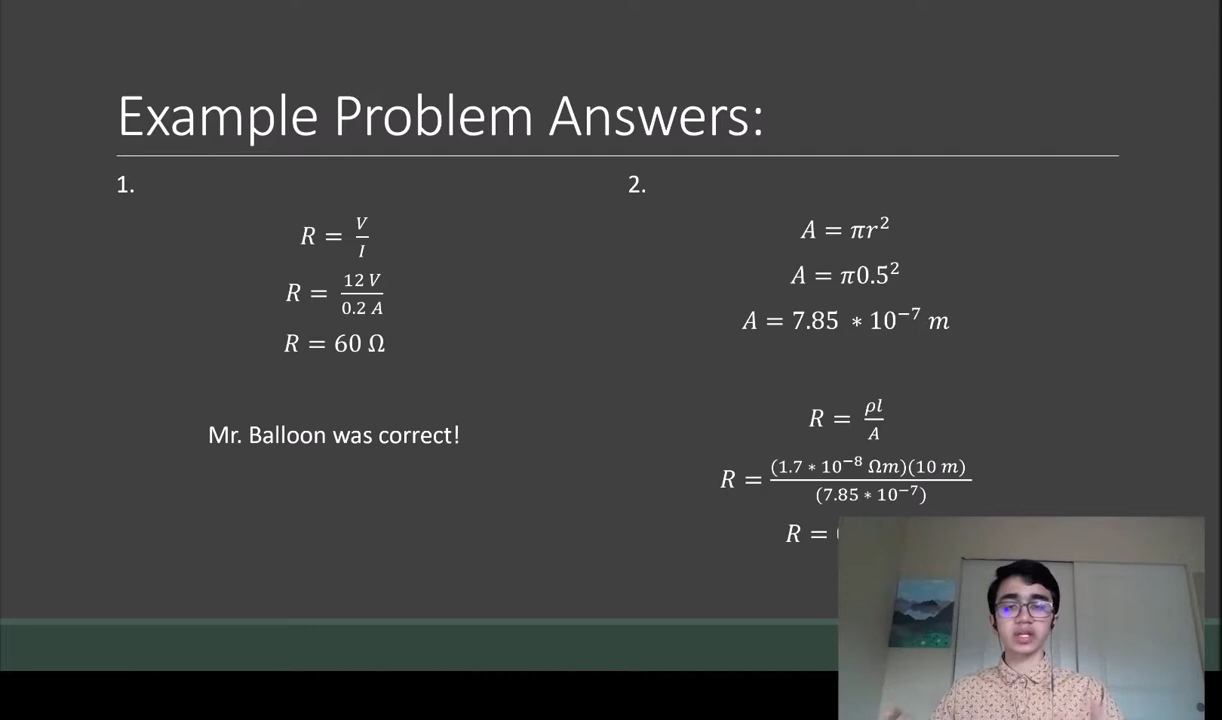 Example Problem Answers:
1.
R = V/I
R = 12 V/0.2 A
R = 60 Ω
Mr. Balloon was correct!
2.
A = πr²
A = π0.5²
A = 7.85 * 10⁻⁷ m
R = ρl/A
R = (1.7 * 10⁻⁸ Ωm)(10 m)/(7.85 * 10⁻⁷)
R =